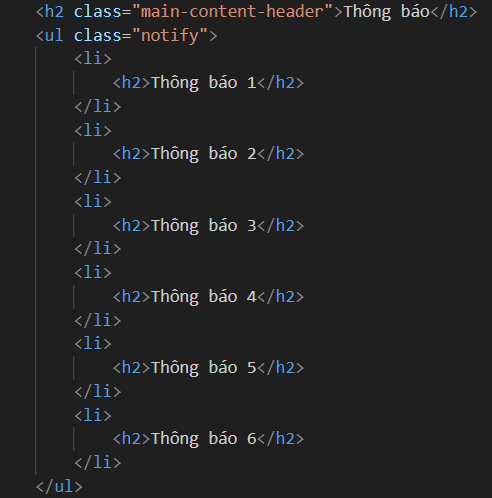 <h2 class="main-content-header">Thông báo</h2>
<ul class="notify">
<li>
<h2>Thông báo 1</h2>
</li>
<li>
<h2>Thông báo 2</h2>
</li>
<li>
<h2>Thông báo 3</h2>
</li>
<li>
<h2>Thông báo 4</h2>
</li>
<li>
<h2>Thông báo 5</h2>
</li>
<li>
<h2>Thông báo 6</h2>
</li>
</ul>